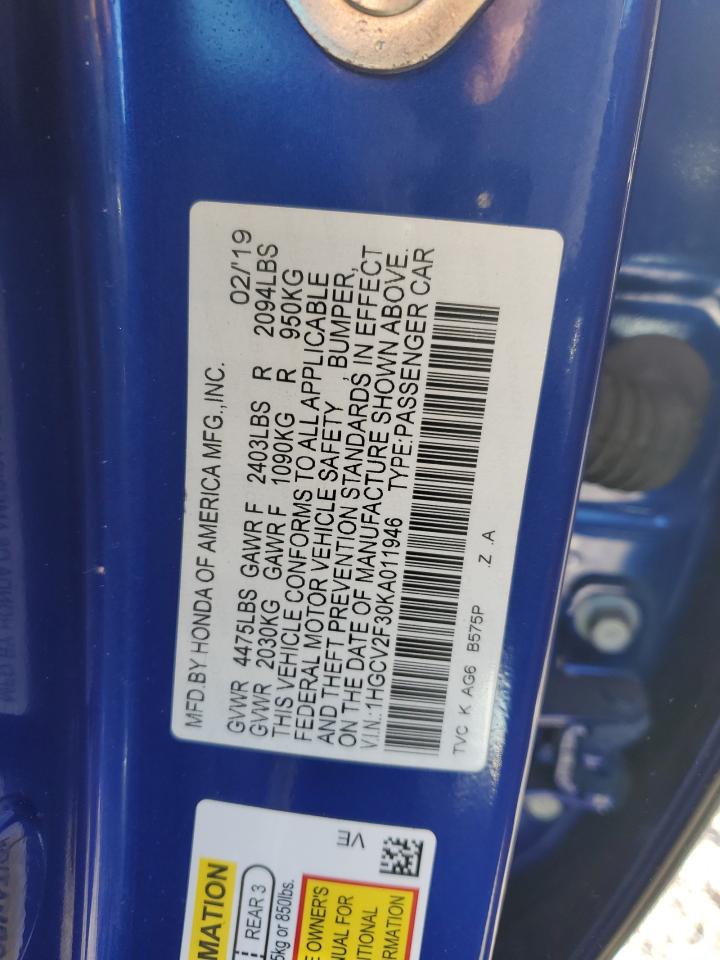 MFD.BY HONDA OF AMERICA MFG.,INC. 02/'19
GVWR 4475LBS GAWR F 2403LBS R 2094LBS
GVWR 2030KG GAWR F 1090KG R 950KG
THIS VEHICLE CONFORMS TO ALL APPLICABLE
FEDERAL MOTOR VEHICLE SAFETY, BUMPER,
AND THEFT PREVENTION STANDARDS, IN EFFECT
ON THE DATE OF MANUFACTURE SHOWN ABOVE.
V.I.N.:1HGCV2F30KA011946 TYPE:PASSENGER CAR
TVC K AG6 B575P .Z .A
VE
MATION
REAR 3
5kg or 850lbs.
OWNER'S
FOR